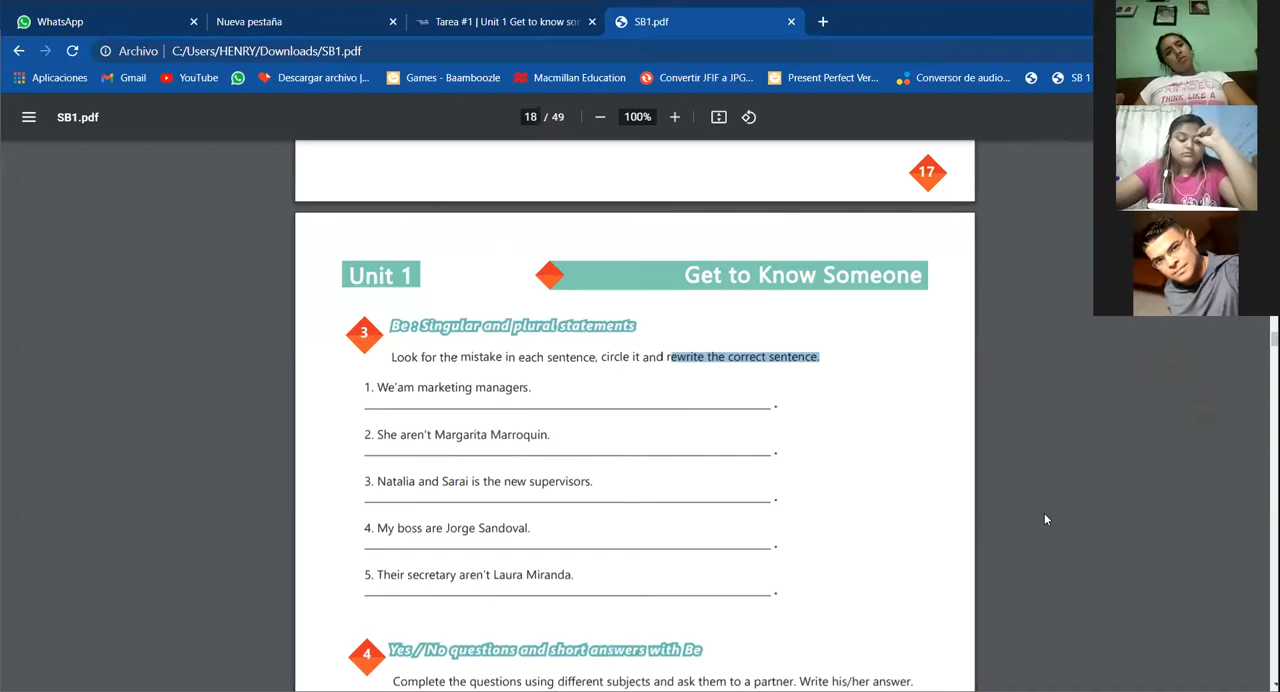 WhatsApp
Nueva pestaña
Tarea #1 | Unit 1 Get to know son
SB1.pdf
Archivo | C:/Users/HENRY/Downloads/SB1.pdf
Aplicaciones Gmail YouTube Descargar archivo |... Games - Baamboozle Macmillan Education Convertir JFIF a JPG... Present Perfect Ver... Conversor de audio... SB 1
SB1.pdf 18 / 49 100%
17
Unit 1 Get to Know Someone
3 Be : Singular and plural statements
Look for the mistake in each sentence, circle it and rewrite the correct sentence.
1. We'am marketing managers.
.
2. She aren't Margarita Marroquin.
.
3. Natalia and Sarai is the new supervisors.
.
4. My boss are Jorge Sandoval.
.
5. Their secretary aren't Laura Miranda.
.
4 Yes / No questions and short answers with Be
Complete the questions using different subjects and ask them to a partner. Write his/her answer.
THINK LIKE A